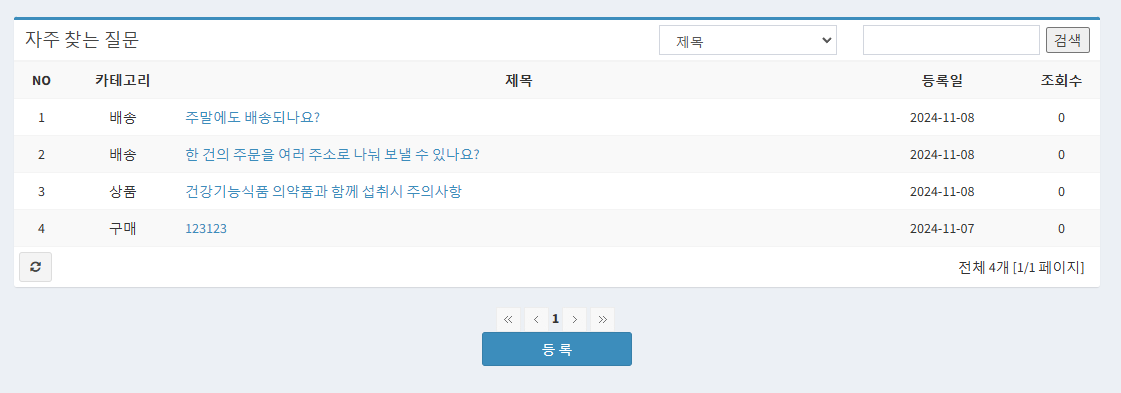 자주 찾는 질문 제목 검색
NO 카테고리 제목 등록일 조회수
1 배송 주말에도 배송되나요? 2024-11-08 0
2 배송 한 건의 주문을 여러 주소로 나눠 보낼 수 있나요? 2024-11-08 0
3 상품 건강기능식품 의약품과 함께 섭취시 주의사항 2024-11-08 0
4 구매 123123 2024-11-07 0
전체 4개 [1/1 페이지]
« ‹ 1 › »
등 록